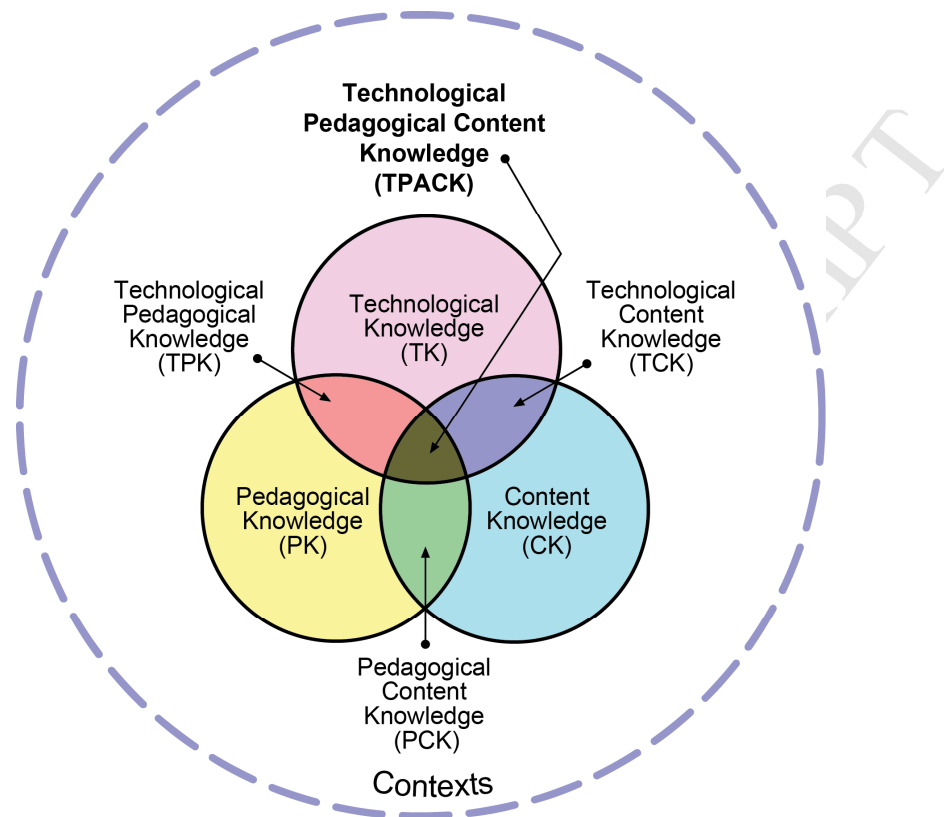 Technological
Pedagogical Content
Knowledge
(TPACK)
Technological
Pedagogical
Knowledge
(TPK)
Technological
Knowledge
(TK)
Technological
Content
Knowledge
(TCK)
Pedagogical
Knowledge
(PK)
Content
Knowledge
(CK)
Pedagogical
Content
Knowledge
(PCK)
Contexts